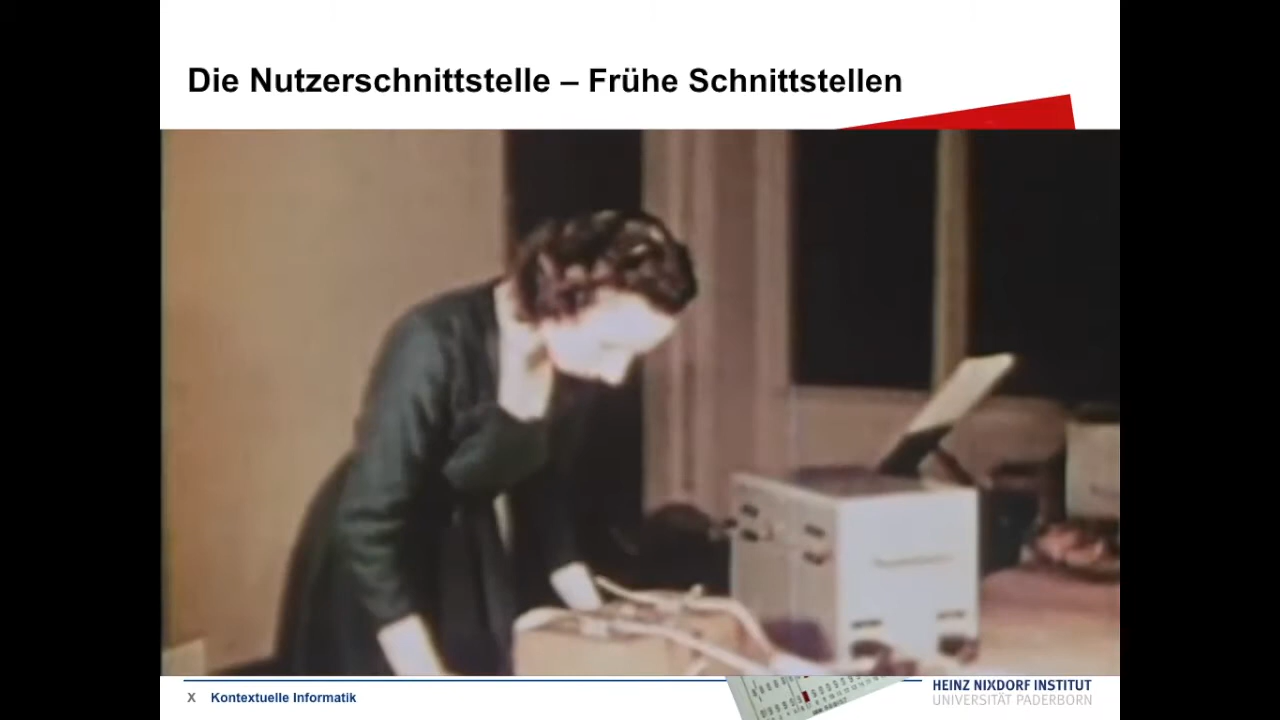 Die Nutzerschnittstelle – Frühe Schnittstellen
X Kontextuelle Informatik
HEINZ NIXDORF INSTITUT
UNIVERSITÄT PADERBORN